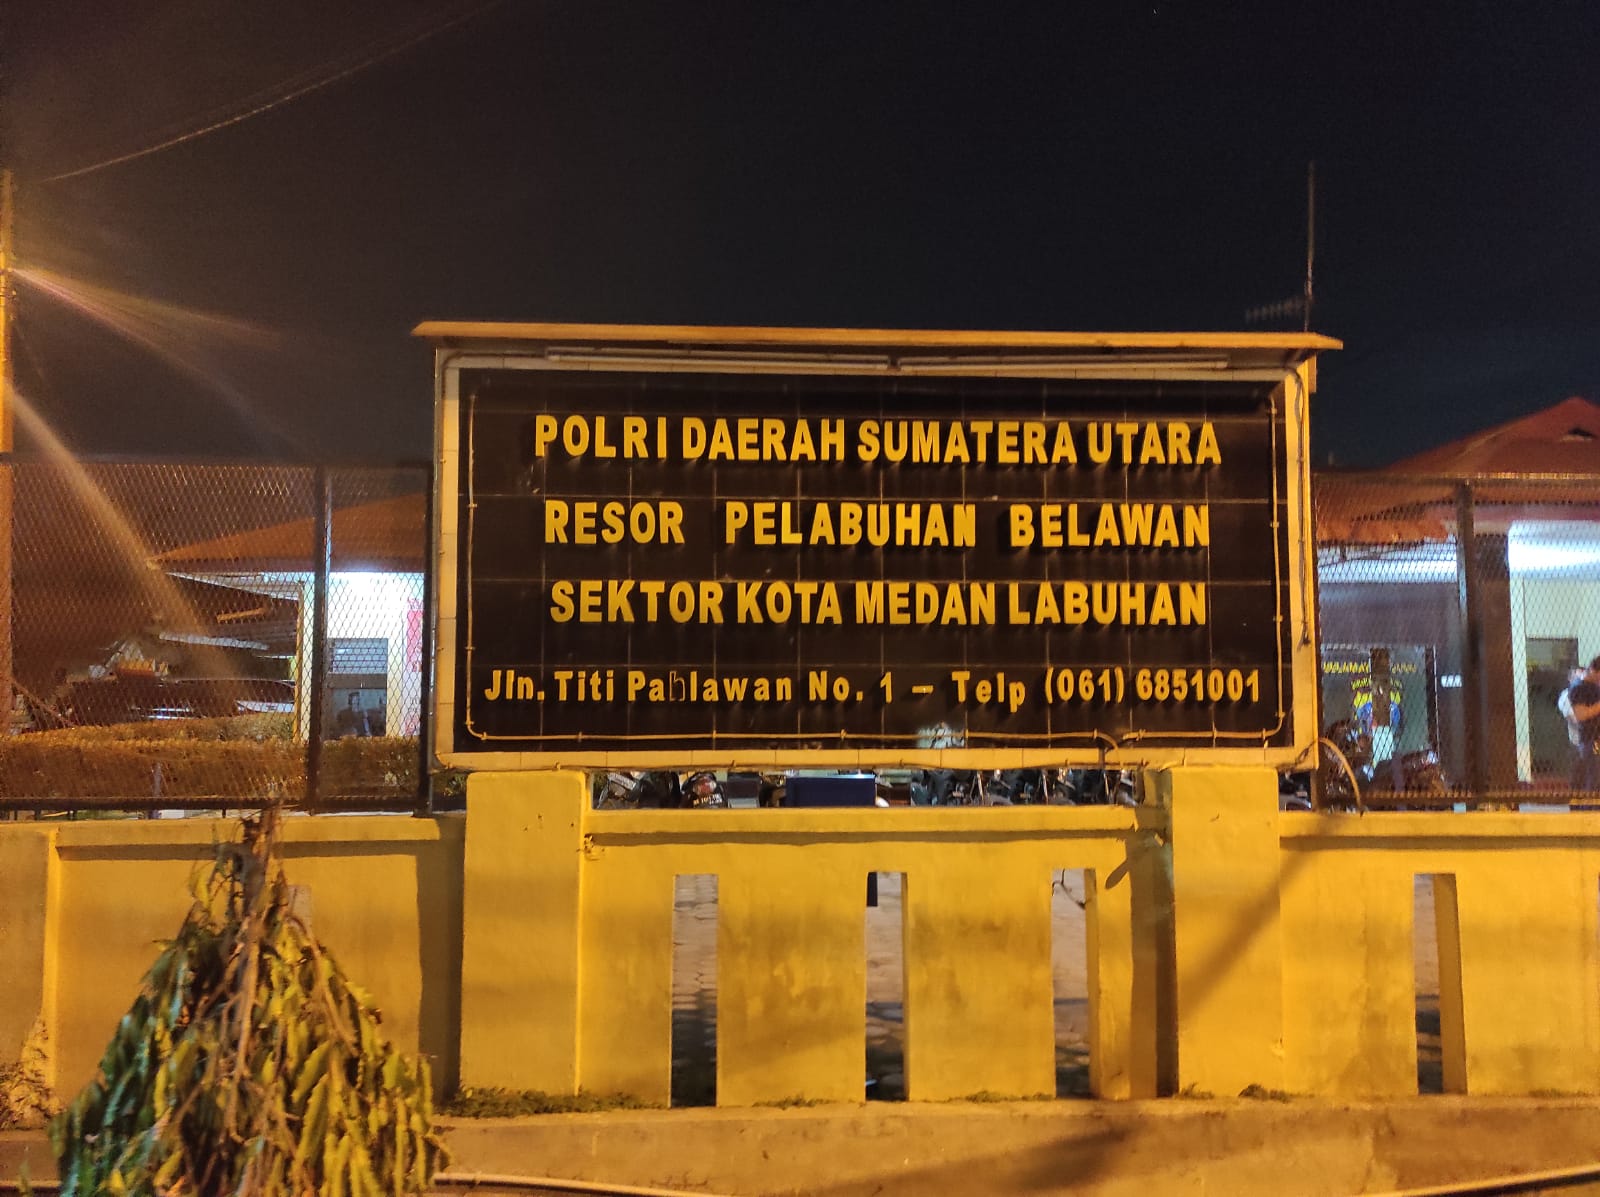 POLRI DAERAH SUMATERA UTARA
RESOR PELABUHAN BELAWAN
SEKTOR KOTA MEDAN LABUHAN
Jln. Titi Pahlawan No. 1 – Telp (061) 6851001